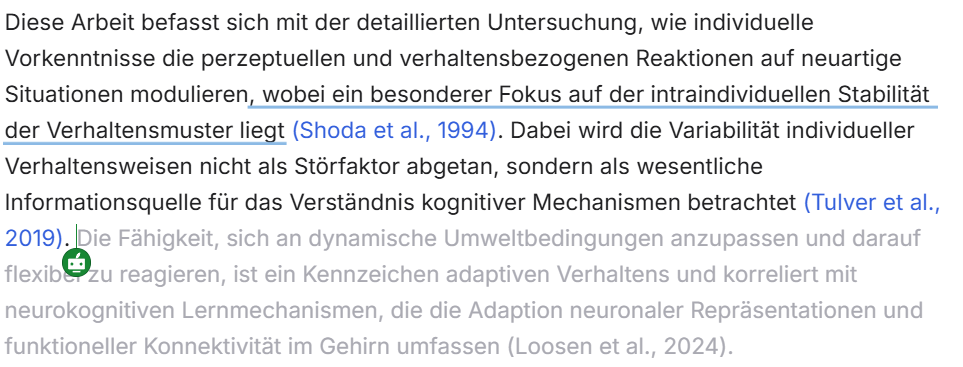 Diese Arbeit befasst sich mit der detaillierten Untersuchung, wie individuelle
Vorkenntnisse die perzeptuellen und verhaltensbezogenen Reaktionen auf neuartige
Situationen modulieren, wobei ein besonderer Fokus auf der intraindividuellen Stabilität
der Verhaltensmuster liegt (Shoda et al., 1994). Dabei wird die Variabilität individueller
Verhaltensweisen nicht als Störfaktor abgetan, sondern als wesentliche
Informationsquelle für das Verständnis kognitiver Mechanismen betrachtet (Tulver et al.,
2019). Die Fähigkeit, sich an dynamische Umweltbedingungen anzupassen und darauf
flexibel zu reagieren, ist ein Kennzeichen adaptiven Verhaltens und korreliert mit
neurokognitiven Lernmechanismen, die die Adaption neuronaler Repräsentationen und
funktioneller Konnektivität im Gehirn umfassen (Loosen et al., 2024).